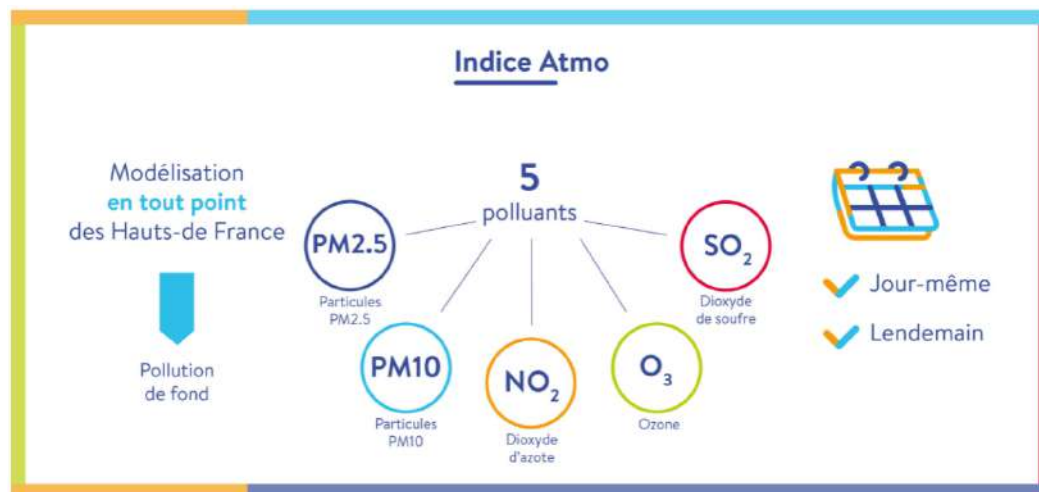 Indice Atmo
Modélisation
en tout point
des Hauts-de France
Pollution
de fond
5
polluants
PM2.5
Particules
PM2.5
PM10
Particules
PM10
NO₂
Dioxyde
d'azote
O₃
Ozone
SO₂
Dioxyde
de soufre
Jour-même
Lendemain